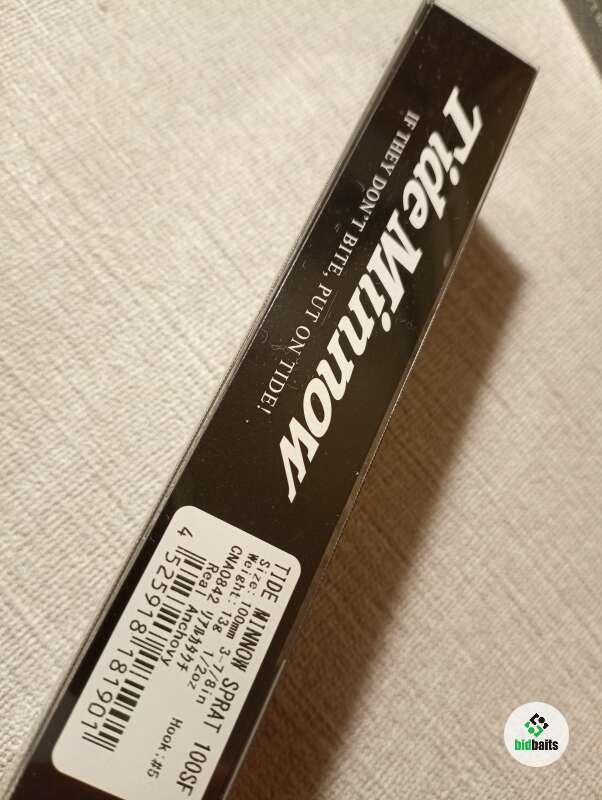 Tide Minnow
IF THEY DON'T BITE, PUT ON TIDE!
TIDE MINNOW SPRAT 100SF
Size:100mm 3-7/8in
Weight:13g 1/2oz Hook:#5
CNA0842 リアルカタクチ
Real Anchovy
4 525918 181901
bidbaits